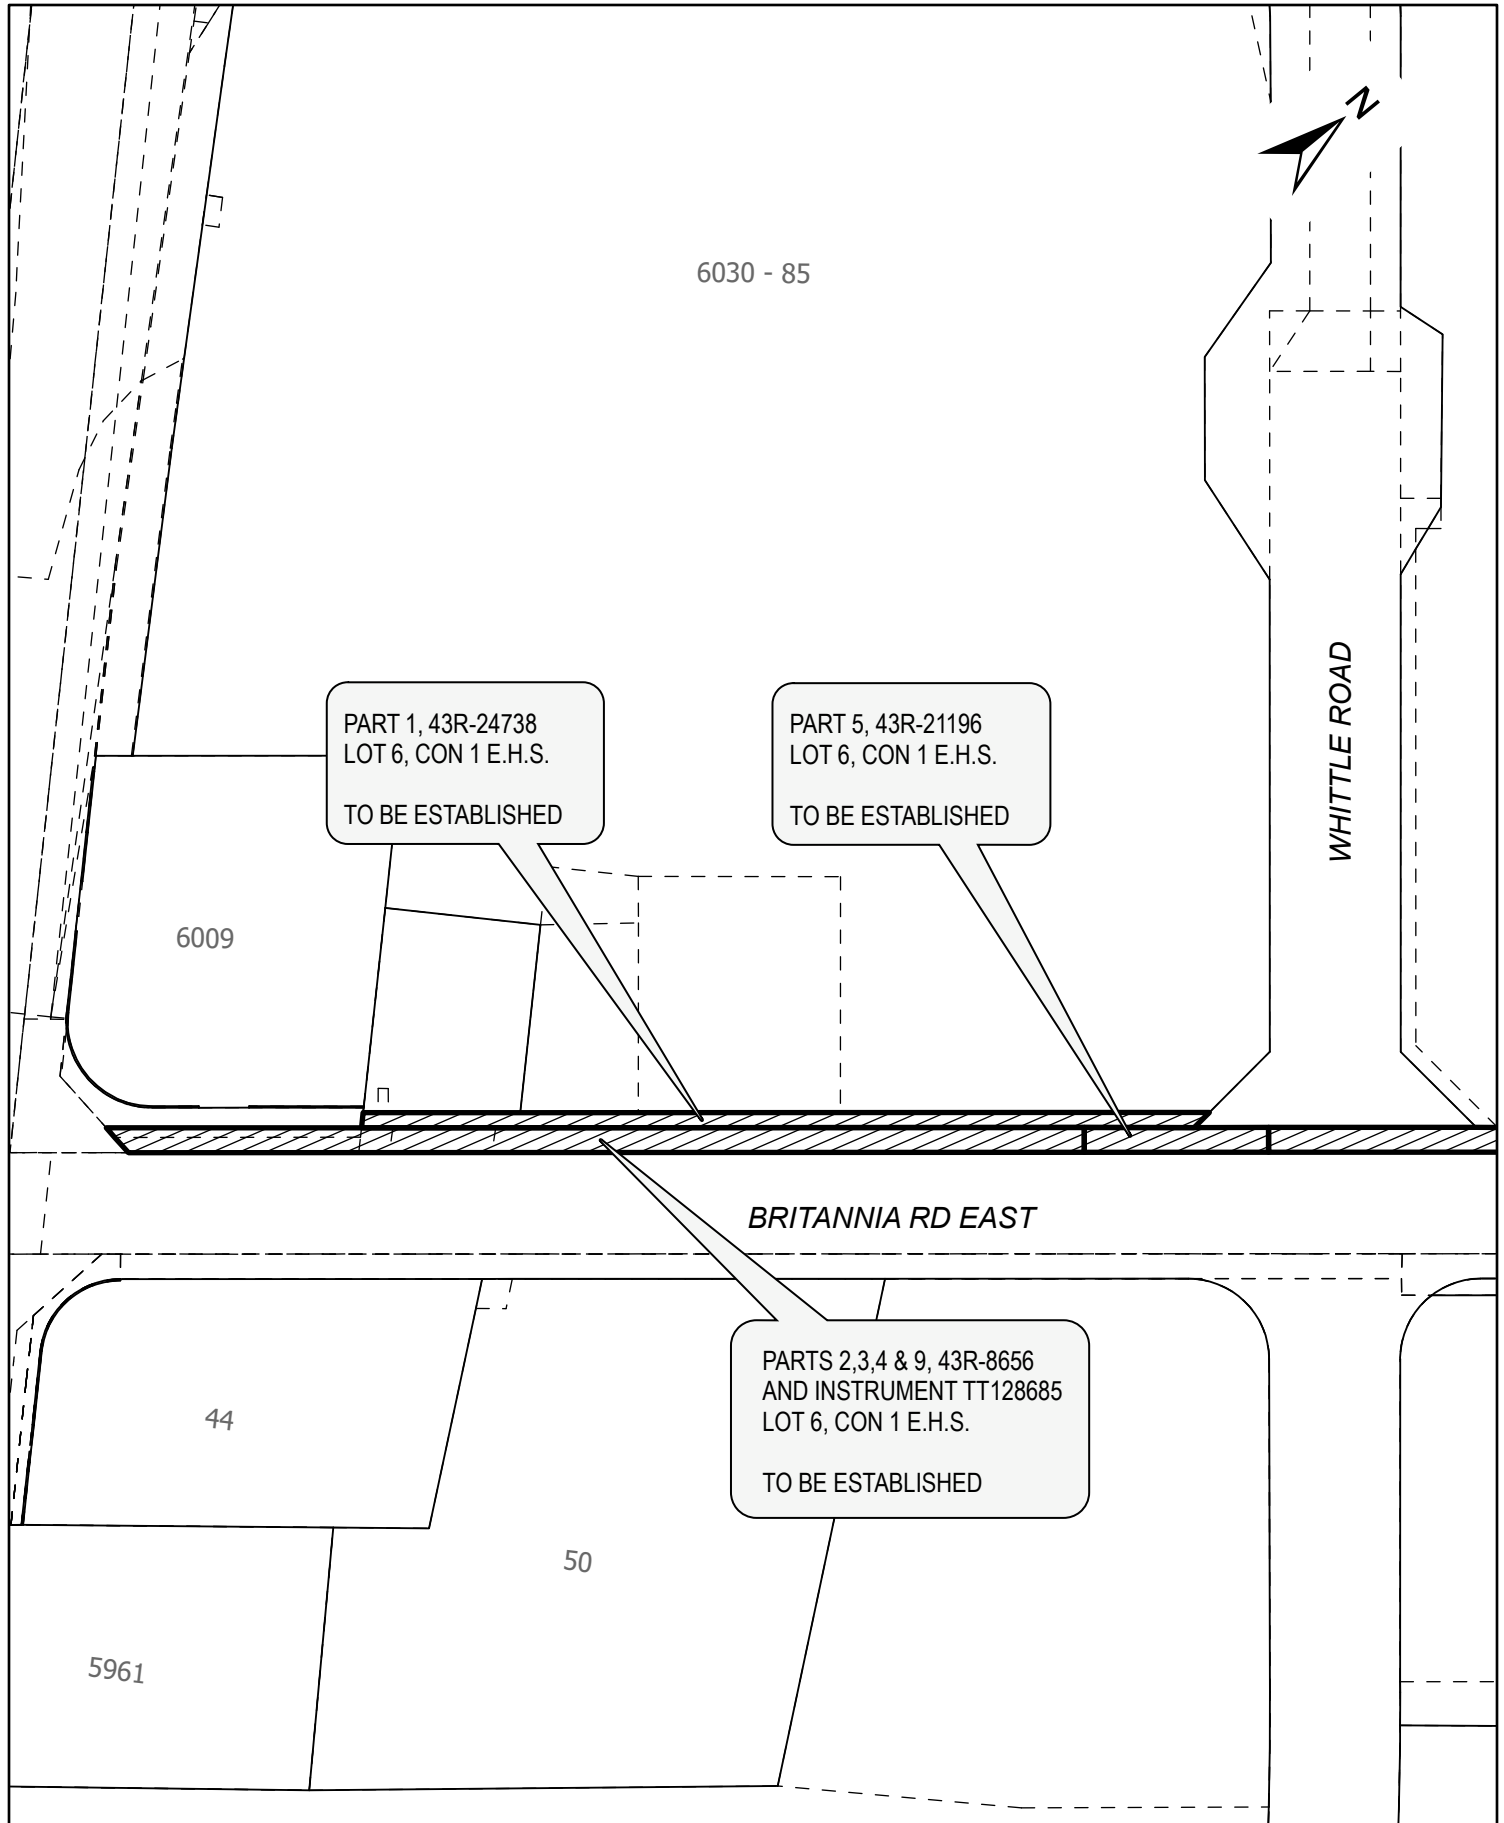 N
6030 - 85
PART 1, 43R-24738
LOT 6, CON 1 E.H.S.
TO BE ESTABLISHED
PART 5, 43R-21196
LOT 6, CON 1 E.H.S.
TO BE ESTABLISHED
WHITTLE ROAD
6009
BRITANNIA RD EAST
PARTS 2,3,4 & 9, 43R-8656
AND INSTRUMENT TT128685
LOT 6, CON 1 E.H.S.
TO BE ESTABLISHED
44
50
5961